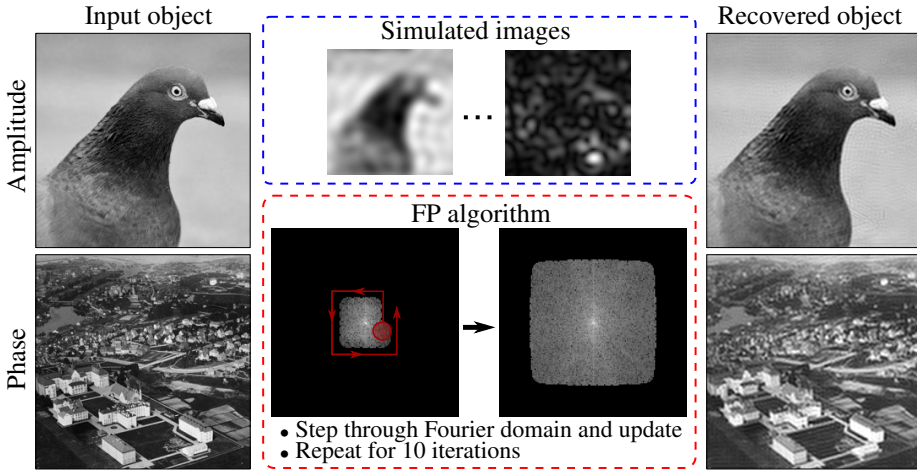 Input object
Simulated images
Recovered object
Amplitude
...
FP algorithm
Phase
• Step through Fourier domain and update
• Repeat for 10 iterations